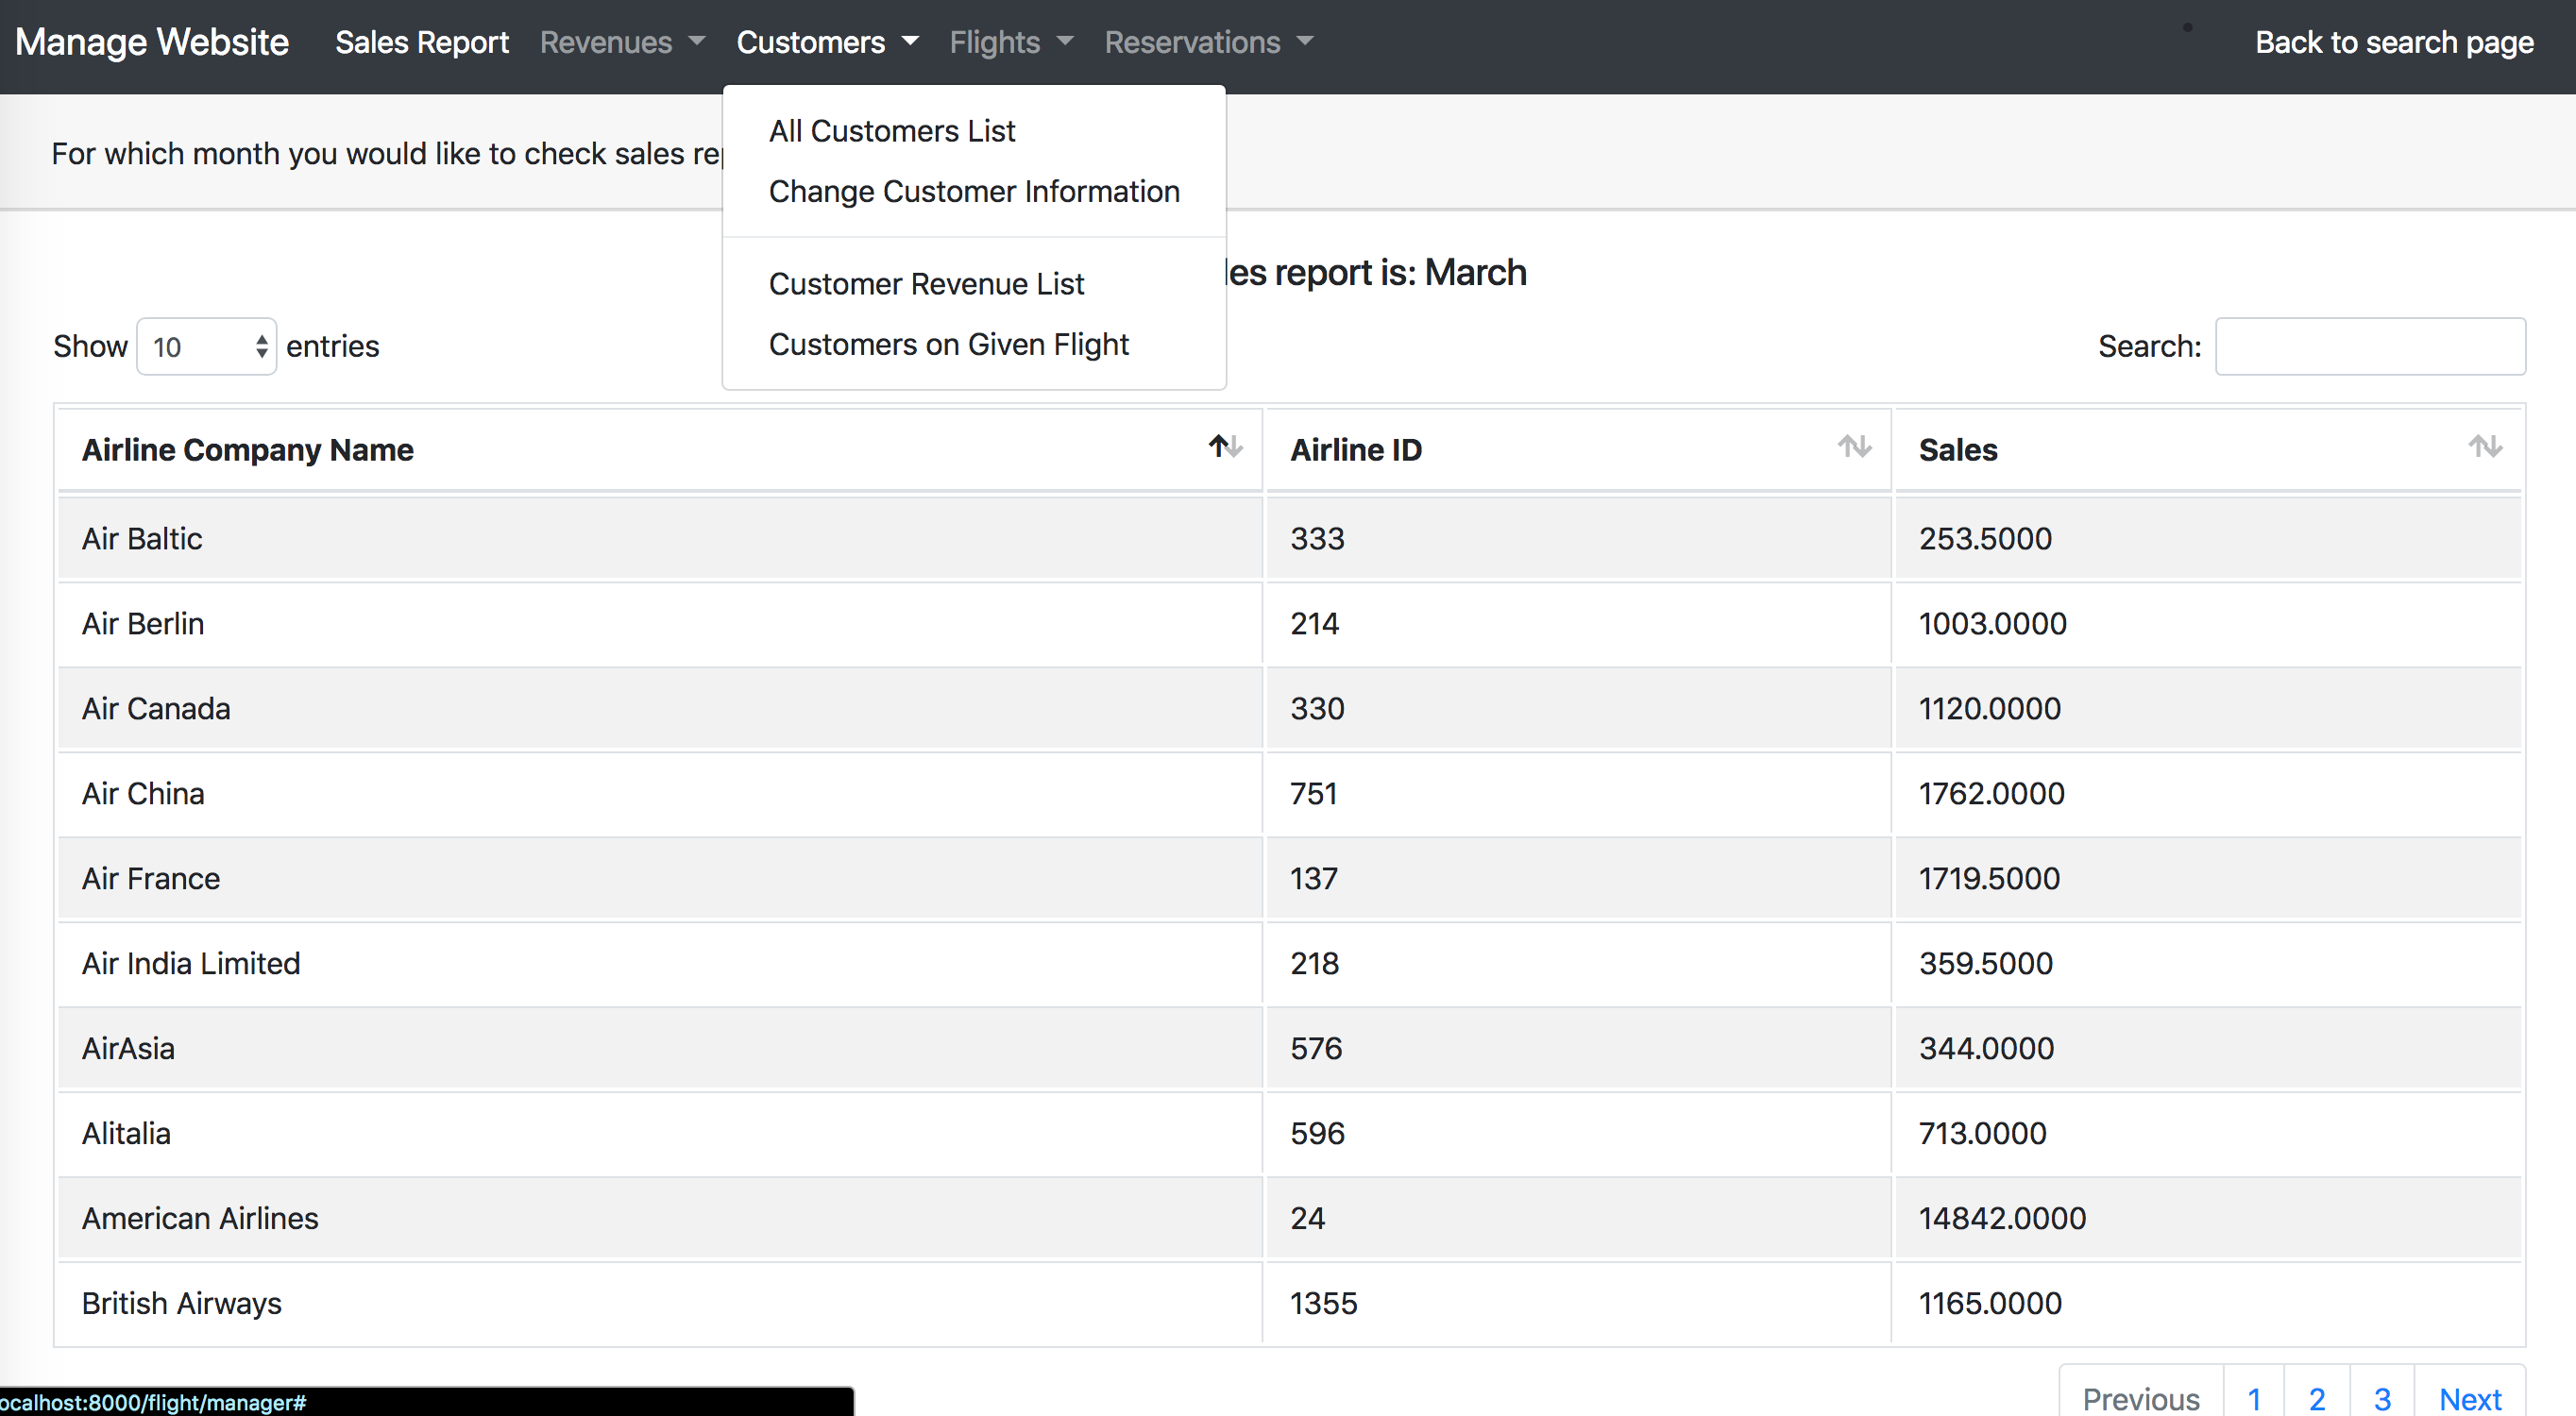 Manage Website Sales Report Revenues Customers Flights Reservations Back to search page
All Customers List
For which month you would like to check sales
Change Customer Information
Customer Revenue List
report is: March
Customers on Given Flight
Show 10 entries Search:
Airline Company Name Airline ID Sales
Air Baltic 333 253.5000
Air Berlin 214 1003.0000
Air Canada 330 1120.0000
Air China 751 1762.0000
Air France 137 1719.5000
Air India Limited 218 359.5000
AirAsia 576 344.0000
Alitalia 596 713.0000
American Airlines 24 14842.0000
British Airways 1355 1165.0000
Previous 1 2 3 Next
ocalhost:8000/flight/manager#